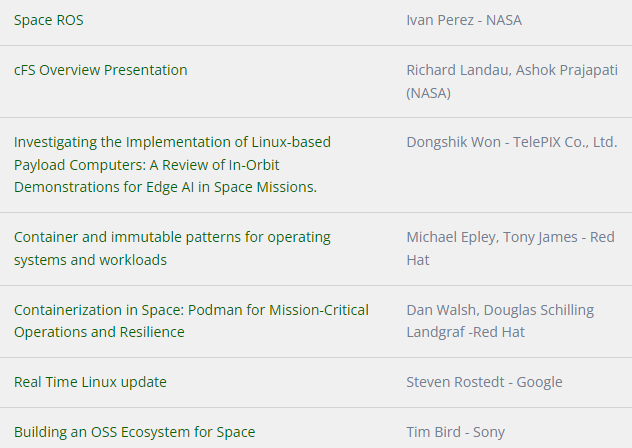 Space ROS
Ivan Perez - NASA
cFS Overview Presentation
Richard Landau, Ashok Prajapati
(NASA)
Investigating the Implementation of Linux-based
Payload Computers: A Review of In-Orbit
Demonstrations for Edge AI in Space Missions.
Dongshik Won - TelePIX Co., Ltd.
Container and immutable patterns for operating
systems and workloads
Michael Epley, Tony James - Red
Hat
Containerization in Space: Podman for Mission-Critical
Operations and Resilience
Dan Walsh, Douglas Schilling
Landgraf -Red Hat
Real Time Linux update
Steven Rostedt - Google
Building an OSS Ecosystem for Space
Tim Bird - Sony